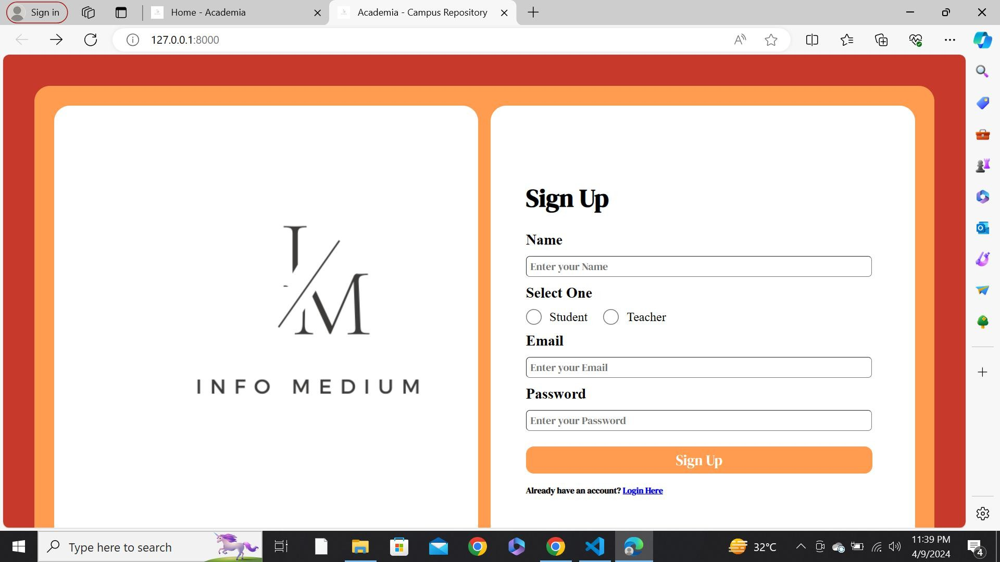 Sign in
Home - Academia
Academia - Campus Repository
127.0.0.1:8000
Sign Up
Name
Enter your Name
Select One
Student Teacher
Email
Enter your Email
Password
Enter your Password
Sign Up
Already have an account? Login Here
I M
INFO MEDIUM
Type here to search
32°C
11:39 PM
4/9/2024
4